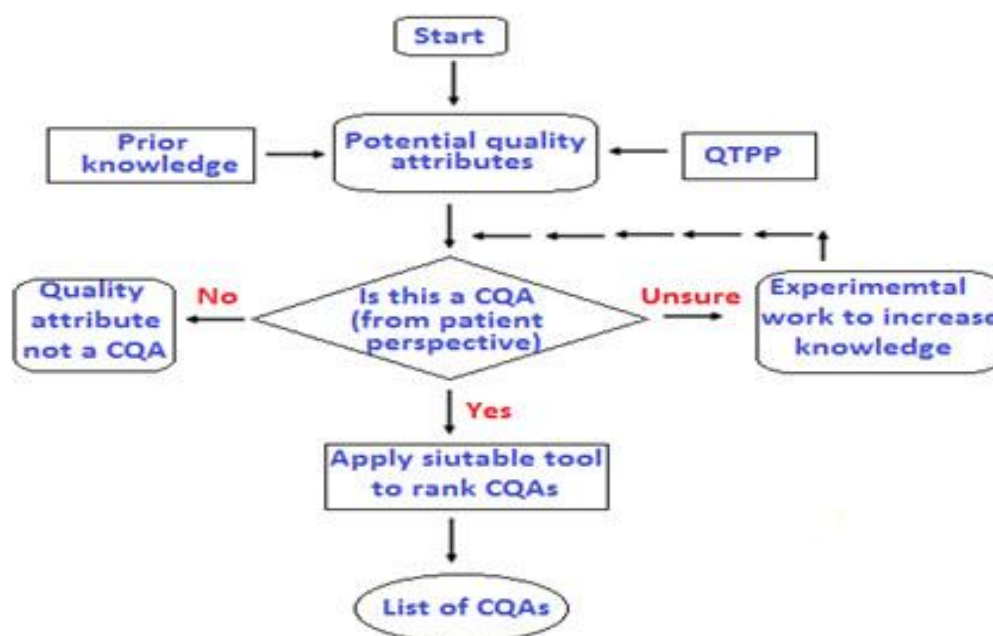 Start
Prior
knowledge
Potential quality
attributes
QTPP
Quality
attribute
not a CQA
No
Is this a CQA
(from patient
perspective)
Unsure
Experimemtal
work to increase
knowledge
Yes
Apply siutable tool
to rank CQAs
List of CQAs